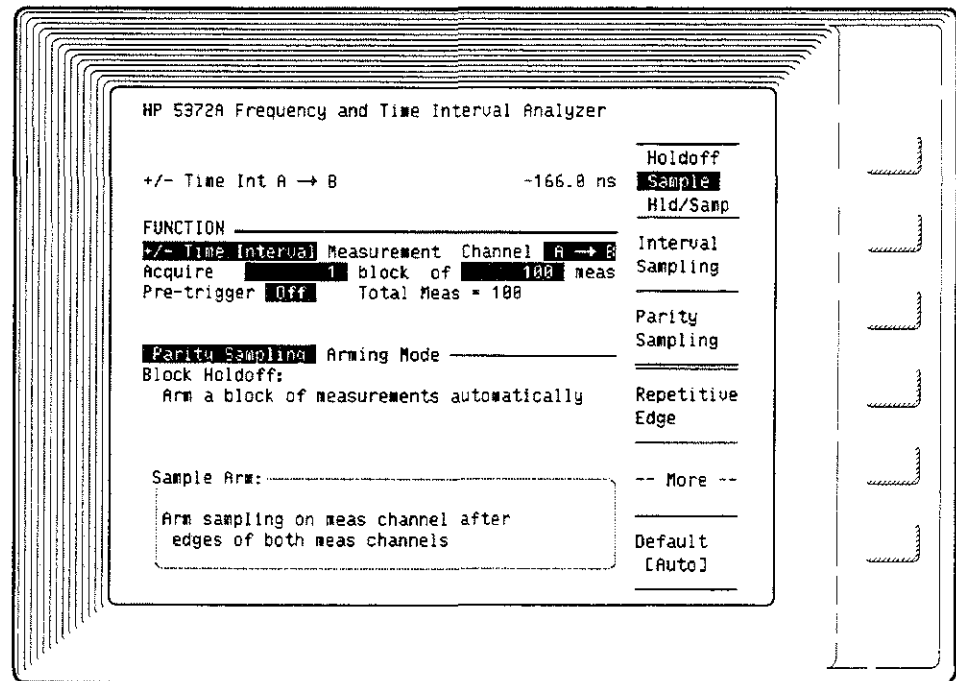 HP 5372A Frequency and Time Interval Analyzer
+/- Time Int A → B -166.0 ns
FUNCTION
+/- Time Interval Measurement Channel A → B
Acquire 1 block of 100 meas
Pre-trigger Off Total Meas = 100
Parity Sampling Arming Mode
Block Holdoff:
Arm a block of measurements automatically
Sample Arm:
Arm sampling on meas channel after
edges of both meas channels
Holdoff
Sample
Hld/Samp
Interval
Sampling
Parity
Sampling
Repetitive
Edge
-- More --
Default
[Auto]